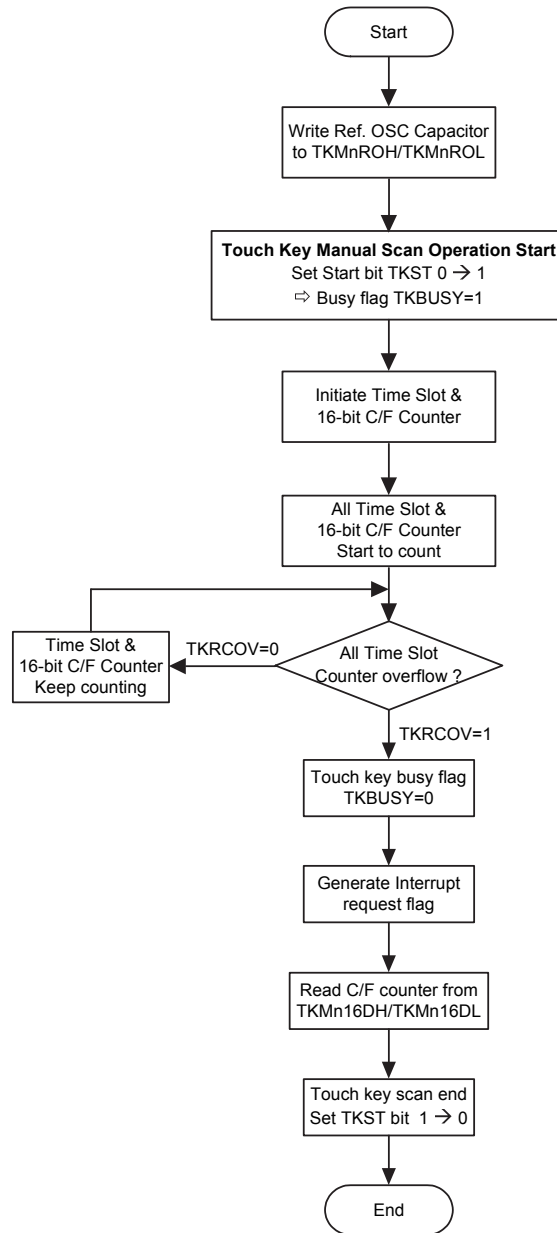 Start
Write Ref. OSC Capacitor
to TKMnROH/TKMnROL
Touch Key Manual Scan Operation Start
Set Start bit TKST 0 → 1
⇨ Busy flag TKBUSY=1
Initiate Time Slot &
16-bit C/F Counter
All Time Slot &
16-bit C/F Counter
Start to count
Time Slot &
16-bit C/F Counter
Keep counting
TKRCOV=0
All Time Slot
Counter overflow ?
TKRCOV=1
Touch key busy flag
TKBUSY=0
Generate Interrupt
request flag
Read C/F counter from
TKMn16DH/TKMn16DL
Touch key scan end
Set TKST bit 1 → 0
End